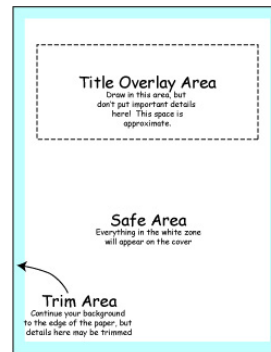 Title Overlay Area
Draw in this area, but
don't put important details
here! This space is
approximate.
Safe Area
Everything in the white zone
will appear on the cover
Trim Area
Continue your background
to the edge of the paper, but
details here may be trimmed